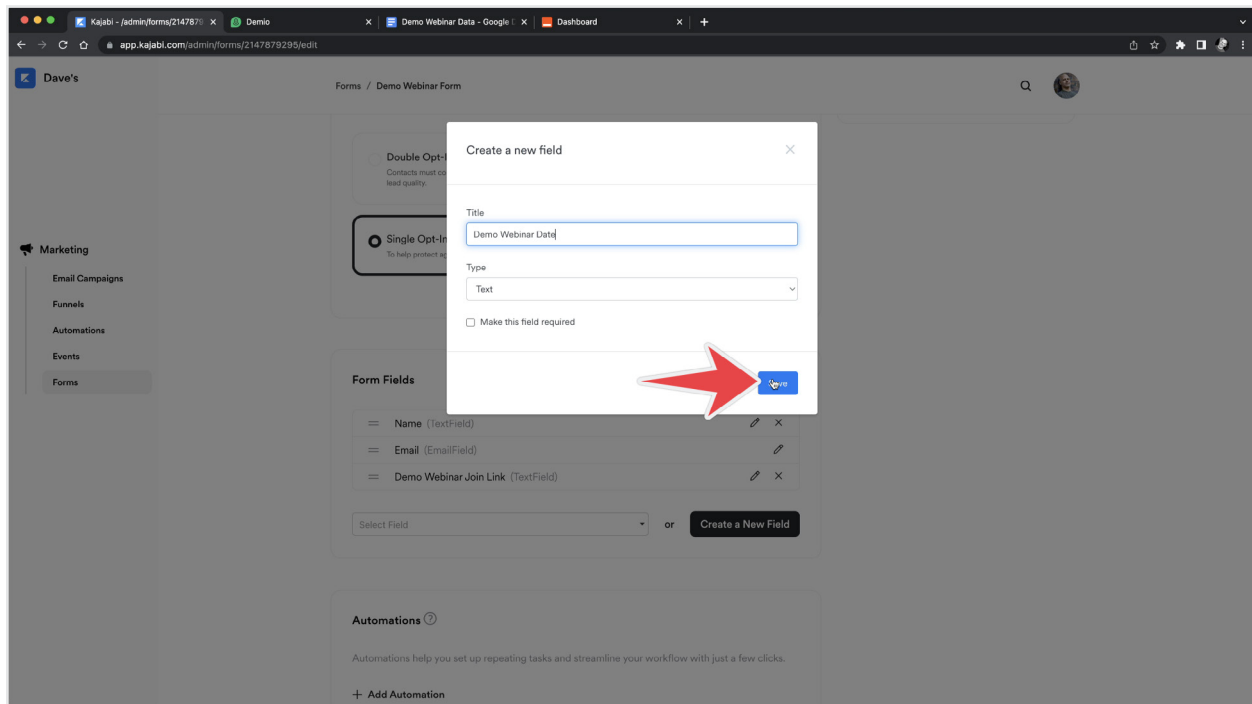 Kajabi - /admin/forms/2147879
Demio
Demo Webinar Data - Google
Dashboard
app.kajabi.com/admin/forms/2147879295/edit
Dave's
Forms / Demo Webinar Form
Create a new field
Double Opt-I
Contacts must co
lead quality.
Title
Demo Webinar Date
Single Opt-In
To help protect ag
Marketing
Type
Email Campaigns
Text
Funnels
Make this field required
Automations
Events
Forms
Form Fields
Save
Name (TextField)
Email (EmailField)
Demo Webinar Join Link (TextField)
Select Field
or
Create a New Field
Automations ?
Automations help you set up repeating tasks and streamline your workflow with just a few clicks.
+ Add Automation